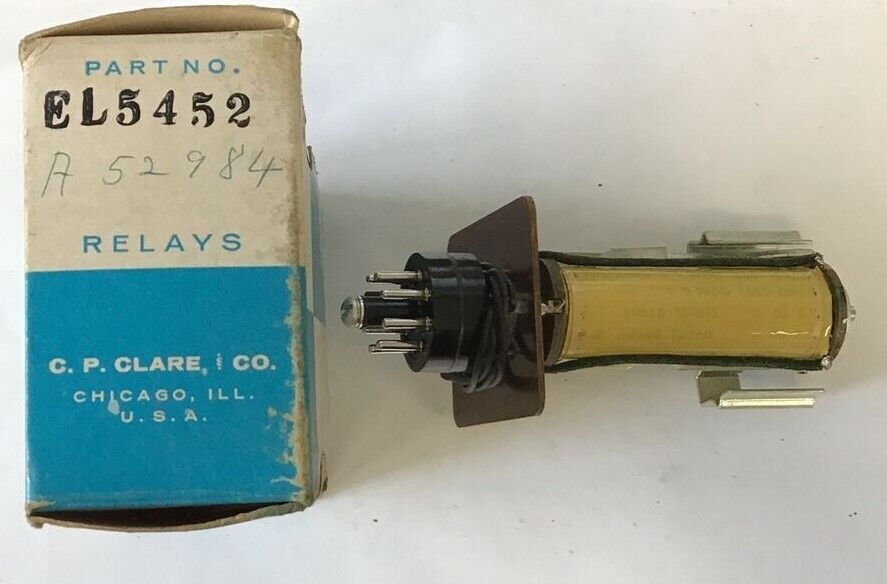 PART NO.
EL5452
A 52984
RELAYS
C. P. CLARE & CO.
CHICAGO, ILL.
U. S. A.